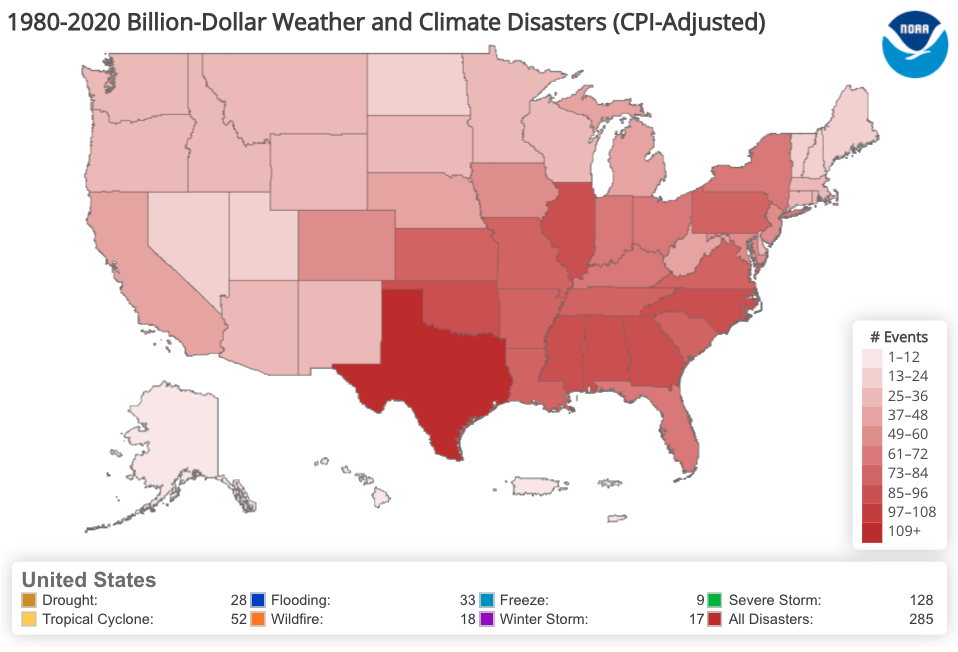 1980-2020 Billion-Dollar Weather and Climate Disasters (CPI-Adjusted)
NOAA
# Events
1–12
13–24
25–36
37–48
49–60
61–72
73–84
85–96
97–108
109+
United States
Drought: 28 Flooding: 33 Freeze: 9 Severe Storm: 128
Tropical Cyclone: 52 Wildfire: 18 Winter Storm: 17 All Disasters: 285